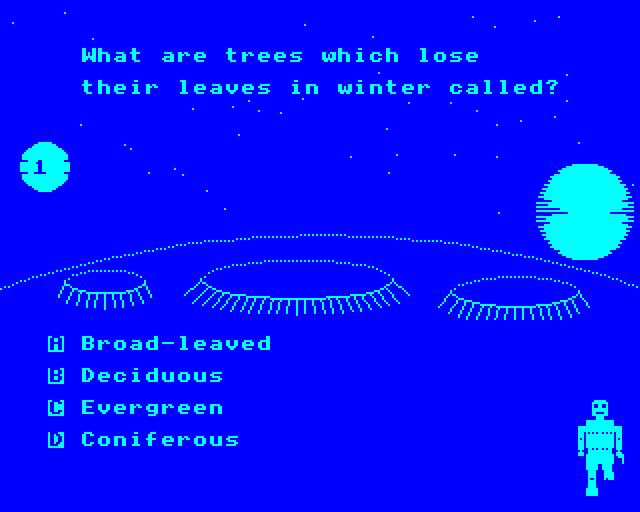 What are trees which lose
their leaves in winter called?
1
A Broad-leaved
B Deciduous
C Evergreen
D Coniferous